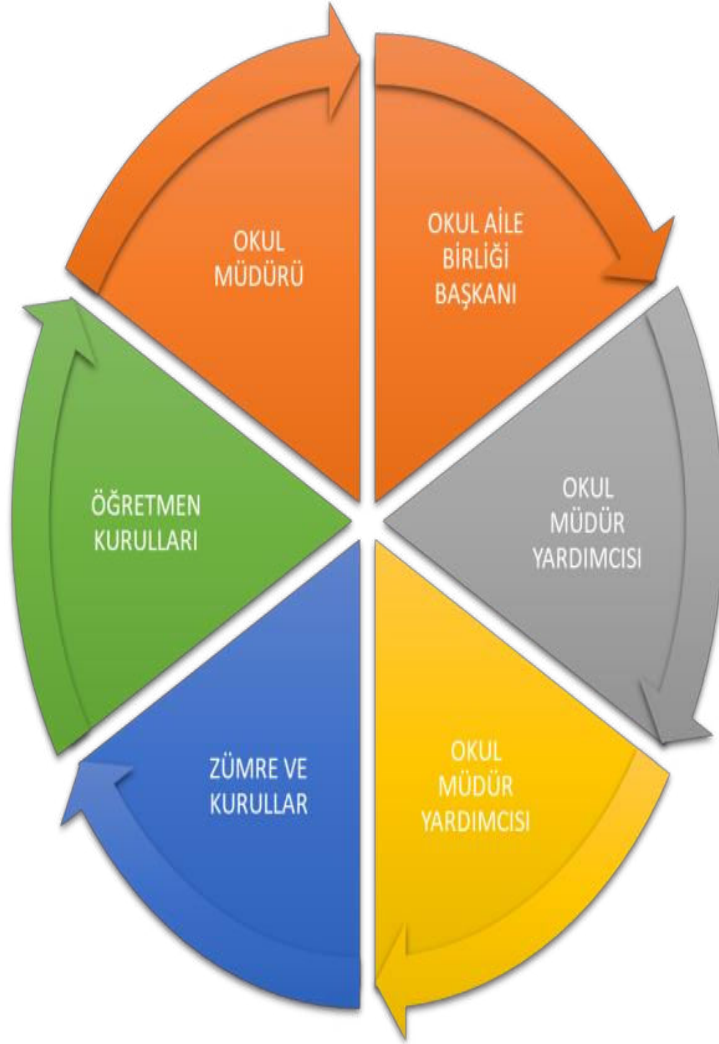 OKUL
MÜDÜRÜ
OKUL AİLE
BİRLİĞİ
BAŞKANI
OKUL
MÜDÜR
YARDIMCISI
OKUL
MÜDÜR
YARDIMCISI
ZÜMRE VE
KURULLAR
ÖĞRETMEN
KURULLARI